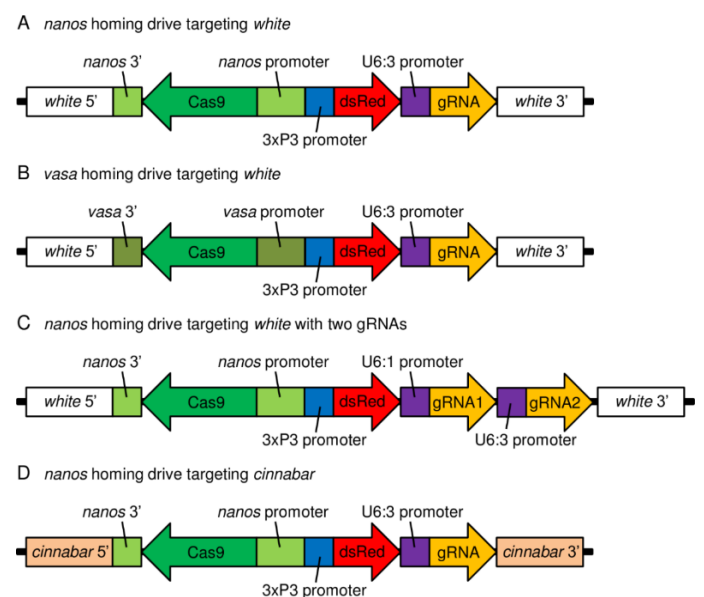 A nanos homing drive targeting white
nanos 3' nanos promoter U6:3 promoter
white 5' Cas9 dsRed gRNA white 3'
3xP3 promoter
B vasa homing drive targeting white
vasa 3' vasa promoter U6:3 promoter
white 5' Cas9 dsRed gRNA white 3'
3xP3 promoter
C nanos homing drive targeting white with two gRNAs
nanos 3' nanos promoter U6:1 promoter
white 5' Cas9 dsRed gRNA1 gRNA2 white 3'
3xP3 promoter U6:3 promoter
D nanos homing drive targeting cinnabar
nanos 3' nanos promoter U6:3 promoter
cinnabar 5' Cas9 dsRed gRNA cinnabar 3'
3xP3 promoter